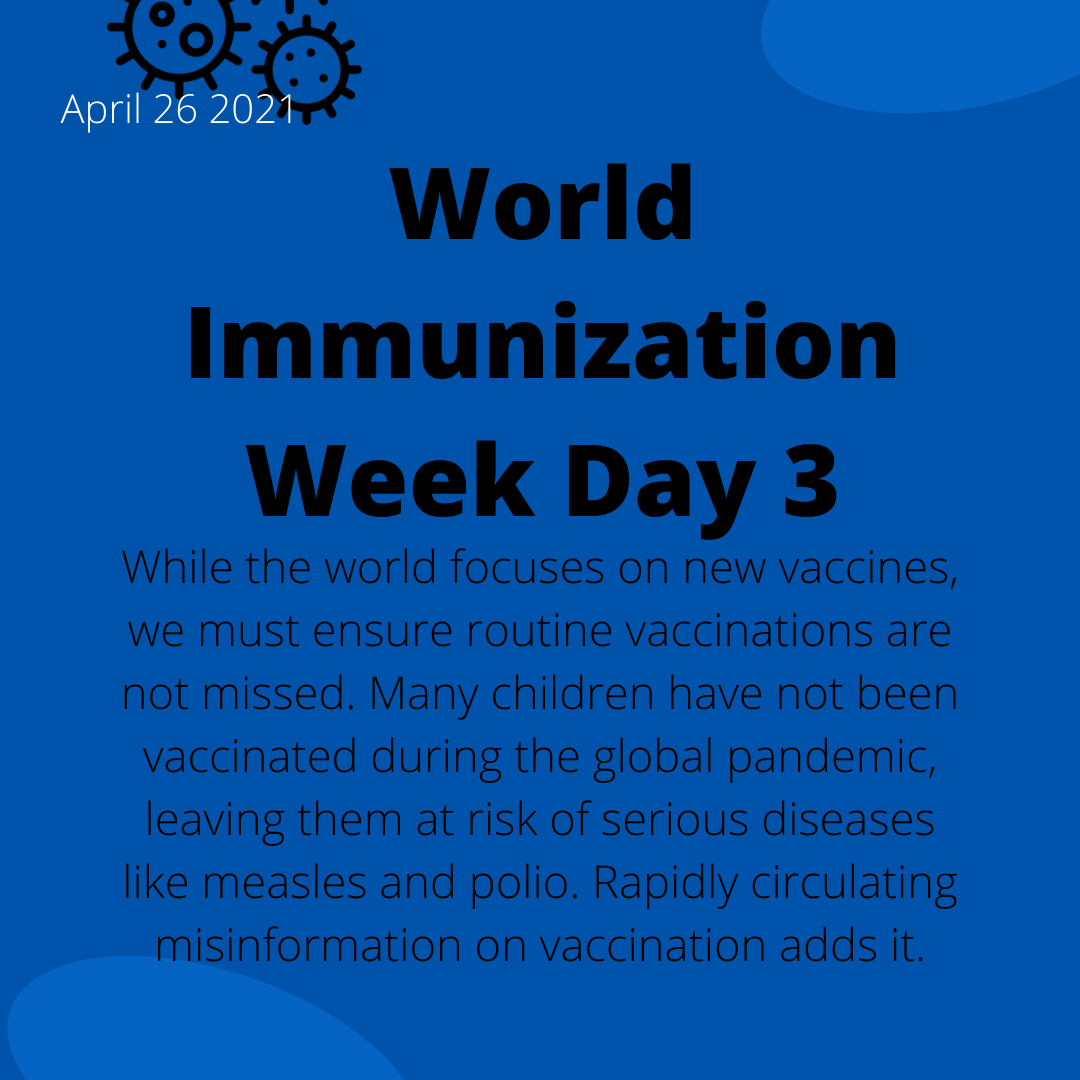 April 26 2021
World
Immunization
Week Day 3
While the world focuses on new vaccines,
we must ensure routine vaccinations are
not missed. Many children have not been
vaccinated during the global pandemic,
leaving them at risk of serious diseases
like measles and polio. Rapidly circulating
misinformation on vaccination adds it.